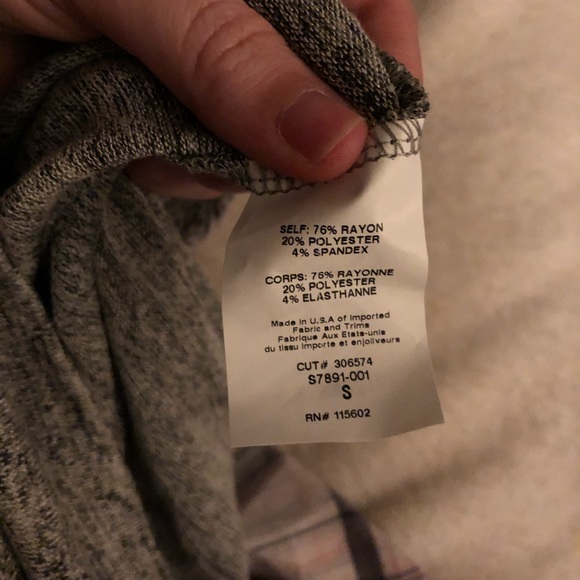 SELF: 76% RAYON
20% POLYESTER
4% SPANDEX
CORPS: 76% RAYONNE
20% POLYESTER
4% ELASTHANNE
Made in U.S.A of Imported
Fabric and Trims
Fabrique Aux Etats-unis
du tissu importe et enjoliveurs
CUT# 306574
S7891-001
S
RN# 115602